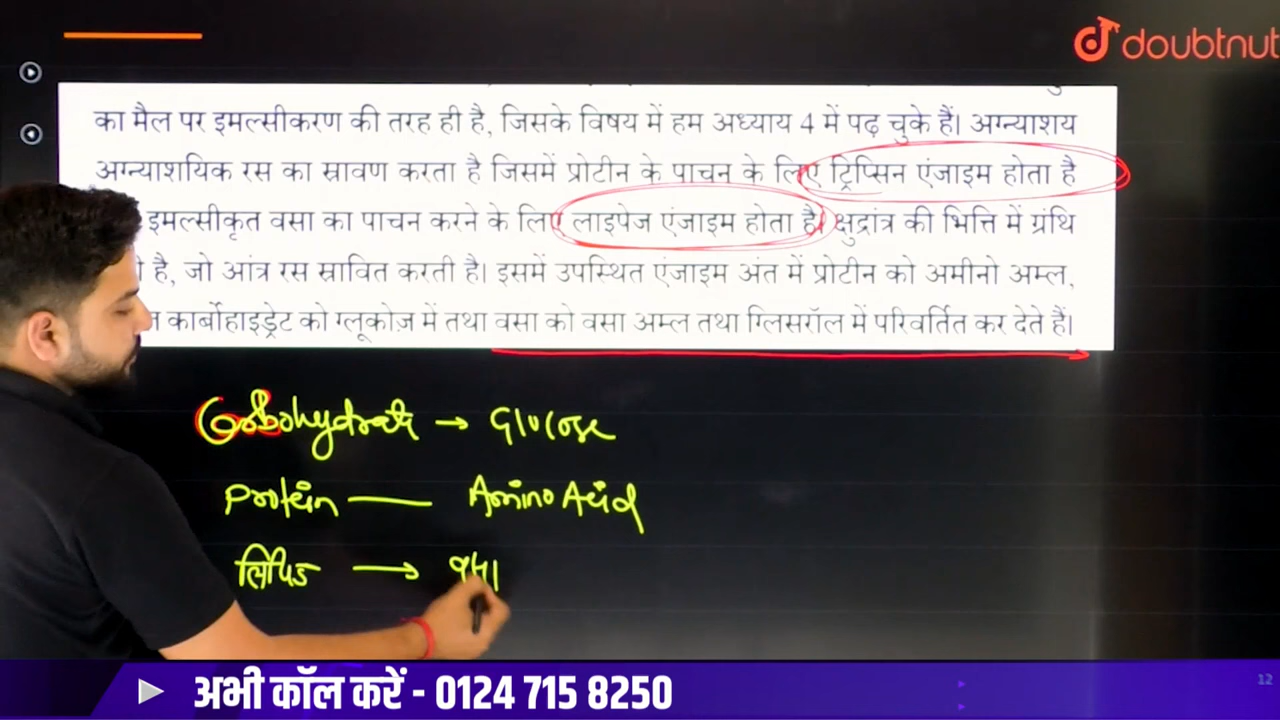 doubtnut
का मैल पर इमल्सीकरण की तरह ही है, जिसके विषय में हम अध्याय 4 में पढ़ चुके हैं। अग्न्याशय
अग्न्याशयिक रस का स्रावण करता है जिसमें प्रोटीन के पाचन के लिए ट्रिप्सिन एंजाइम होता है
इमल्सीकृत वसा का पाचन करने के लिए लाइपेज एंजाइम होता है। क्षुद्रांत्र की भित्ति में ग्रंथि
है, जो आंत्र रस स्रावित करती है। इसमें उपस्थित एंजाइम अंत में प्रोटीन को अमीनो अम्ल,
कार्बोहाइड्रेट को ग्लूकोज़ में तथा वसा को वसा अम्ल तथा ग्लिसरॉल में परिवर्तित कर देते हैं।
Carbohydrate → Glucose
Protein — Amino Acid
लिपिड →
अभी कॉल करें - 0124 715 8250
12